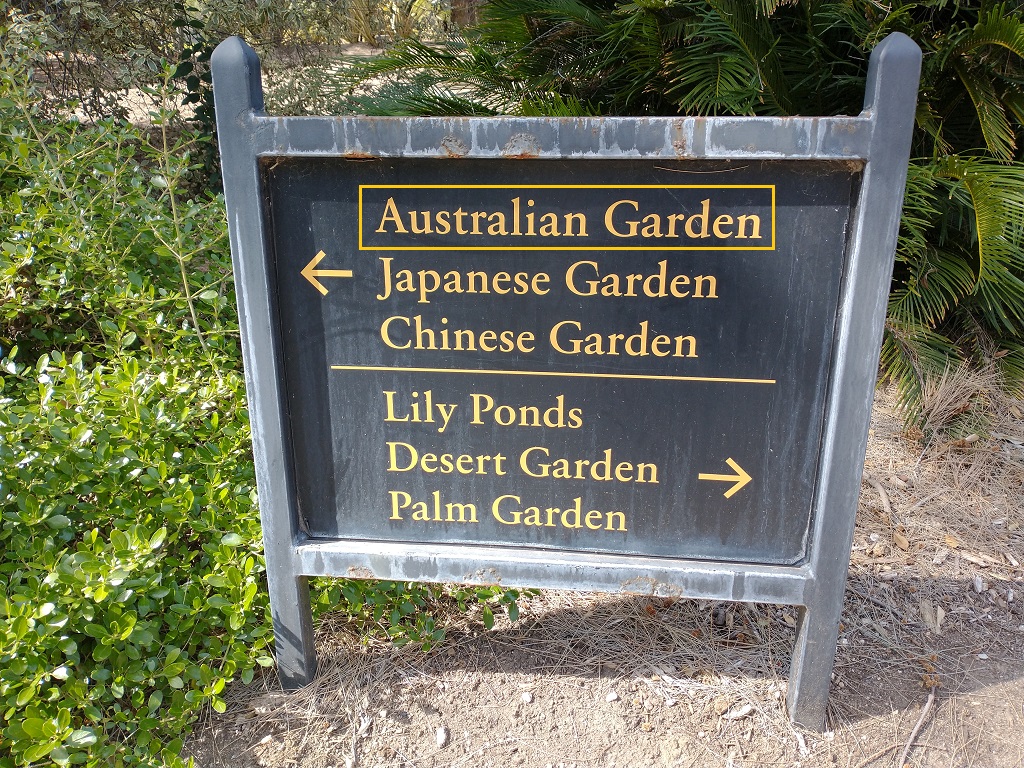 Australian Garden
Japanese Garden
Chinese Garden
Lily Ponds
Desert Garden
Palm Garden